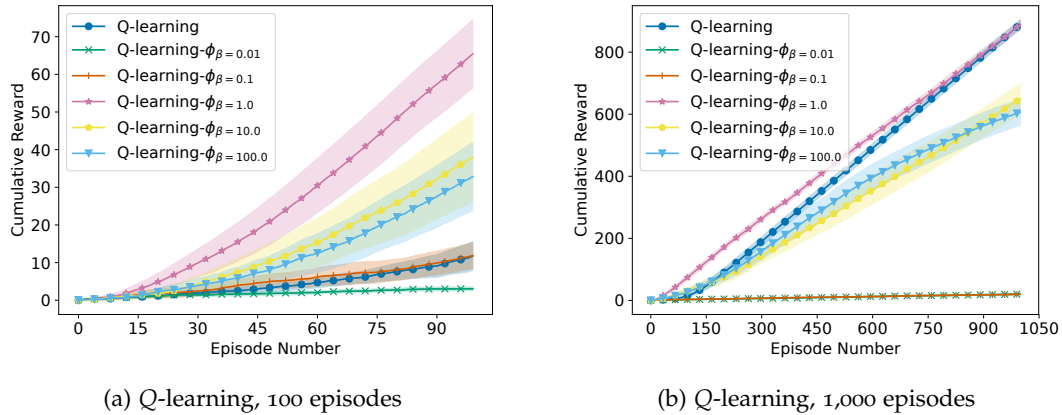 Cumulative Reward
70
60
50
40
30
20
10
0
Q-learning
Q-learning-ϕβ=0.01
Q-learning-ϕβ=0.1
Q-learning-ϕβ=1.0
Q-learning-ϕβ=10.0
Q-learning-ϕβ=100.0
0 15 30 45 60 75 90
Episode Number
(a) Q-learning, 100 episodes
Cumulative Reward
800
600
400
200
0
Q-learning
Q-learning-ϕβ=0.01
Q-learning-ϕβ=0.1
Q-learning-ϕβ=1.0
Q-learning-ϕβ=10.0
Q-learning-ϕβ=100.0
0 150 300 450 600 750 900 1050
Episode Number
(b) Q-learning, 1,000 episodes